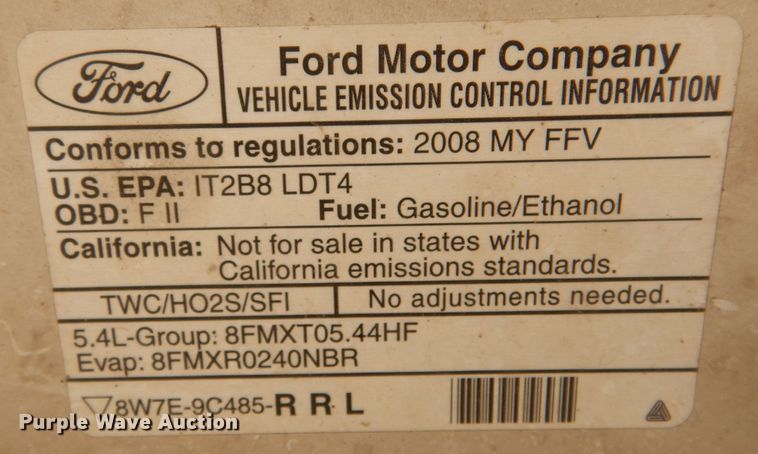 Ford
Ford Motor Company
VEHICLE EMISSION CONTROL INFORMATION
Conforms to regulations: 2008 MY FFV
U.S. EPA: IT2B8 LDT4
OBD: F II Fuel: Gasoline/Ethanol
California: Not for sale in states with
California emissions standards.
TWC/HO2S/SFI No adjustments needed.
5.4L-Group: 8FMXT05.44HF
Evap: 8FMXR0240NBR
8W7E-9C485-R R L
Purple Wave Auction